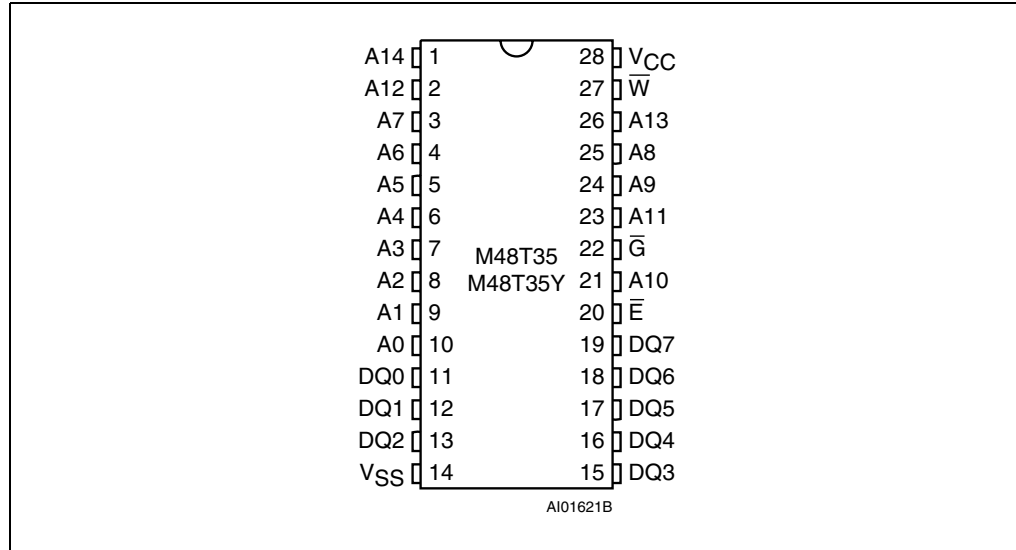 A14 1 28 VCC
A12 2 27 W̅
A7 3 26 A13
A6 4 25 A8
A5 5 24 A9
A4 6 23 A11
A3 7 22 G̅
A2 8 21 A10
A1 9 20 E̅
A0 10 19 DQ7
DQ0 11 18 DQ6
DQ1 12 17 DQ5
DQ2 13 16 DQ4
VSS 14 15 DQ3
M48T35
M48T35Y
AI01621B